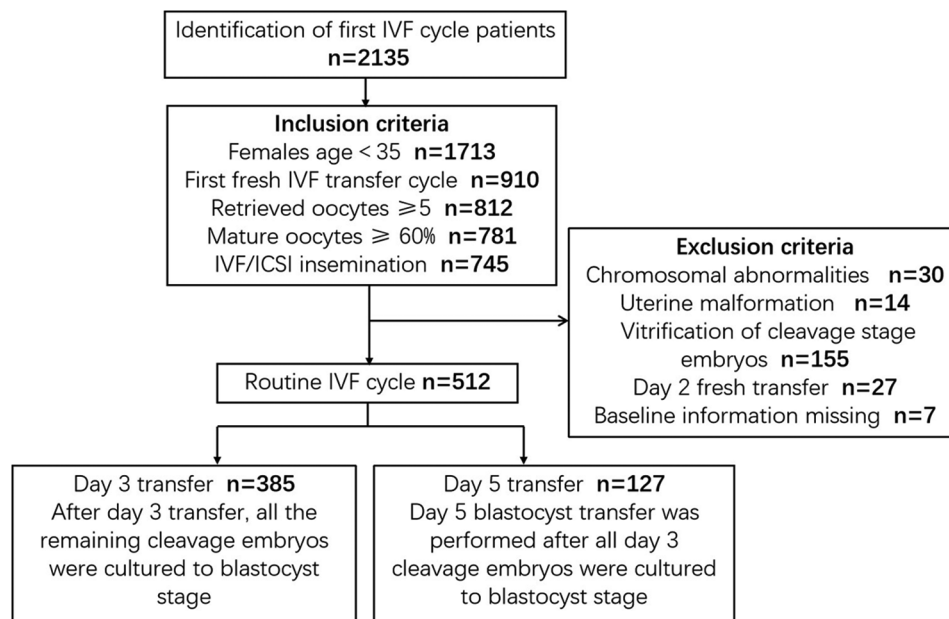 Identification of first IVF cycle patients
n=2135
Inclusion criteria
Females age < 35 n=1713
First fresh IVF transfer cycle n=910
Retrieved oocytes ⩾5 n=812
Mature oocytes ⩾ 60% n=781
IVF/ICSI insemination n=745
Exclusion criteria
Chromosomal abnormalities n=30
Uterine malformation n=14
Vitrification of cleavage stage
embryos n=155
Day 2 fresh transfer n=27
Baseline information missing n=7
Routine IVF cycle n=512
Day 3 transfer n=385
After day 3 transfer, all the
remaining cleavage embryos
were cultured to blastocyst
stage
Day 5 transfer n=127
Day 5 blastocyst transfer was
performed after all day 3
cleavage embryos were cultured
to blastocyst stage